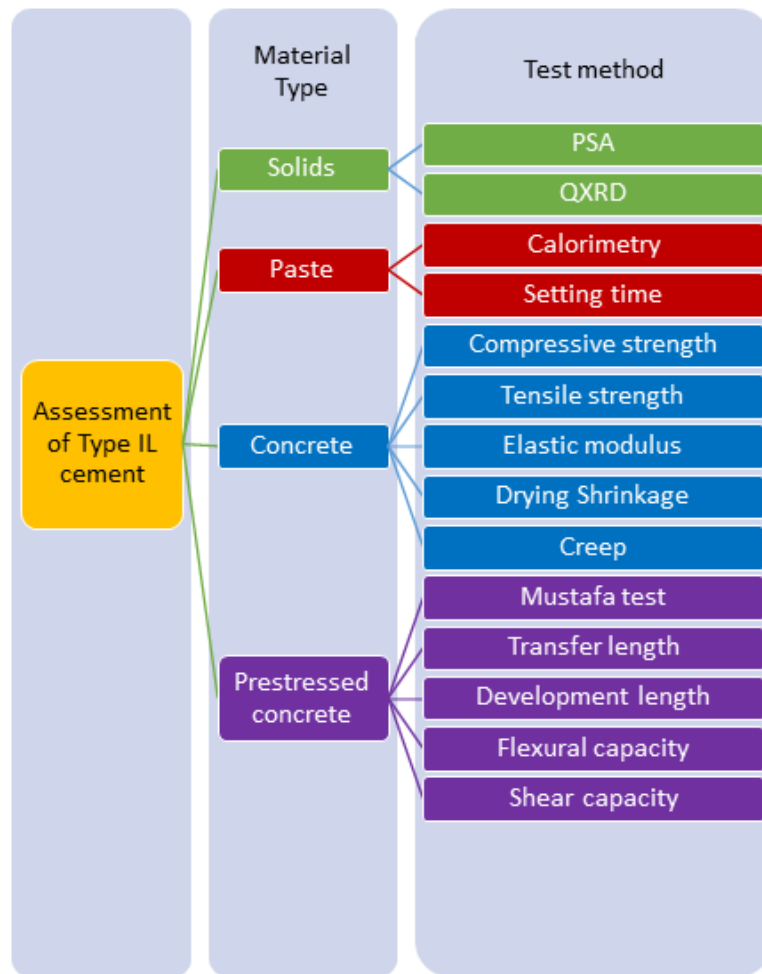 Material
Type
Test method
Assessment
of Type IL
cement
Solids
PSA
QXRD
Paste
Calorimetry
Setting time
Concrete
Compressive strength
Tensile strength
Elastic modulus
Drying Shrinkage
Creep
Prestressed
concrete
Mustafa test
Transfer length
Development length
Flexural capacity
Shear capacity